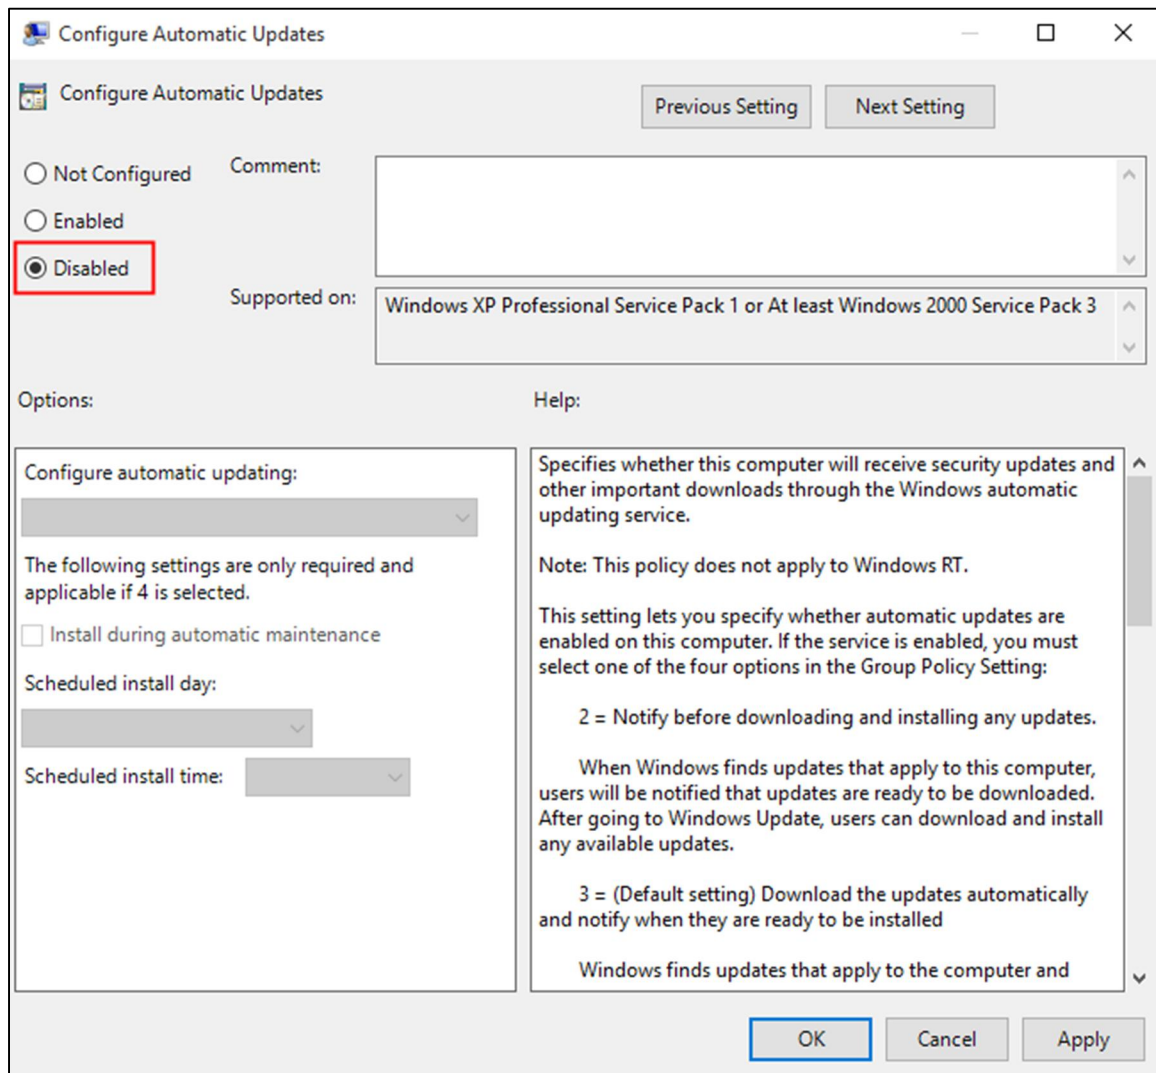 Configure Automatic Updates
Configure Automatic Updates
Previous Setting
Next Setting
Not Configured
Comment:
Enabled
Disabled
Supported on:
Windows XP Professional Service Pack 1 or At least Windows 2000 Service Pack 3
Options:
Help:
Configure automatic updating:
The following settings are only required and
applicable if 4 is selected.
Install during automatic maintenance
Scheduled install day:
Scheduled install time:
Specifies whether this computer will receive security updates and
other important downloads through the Windows automatic
updating service.
Note: This policy does not apply to Windows RT.
This setting lets you specify whether automatic updates are
enabled on this computer. If the service is enabled, you must
select one of the four options in the Group Policy Setting:
2 = Notify before downloading and installing any updates.
When Windows finds updates that apply to this computer,
users will be notified that updates are ready to be downloaded.
After going to Windows Update, users can download and install
any available updates.
3 = (Default setting) Download the updates automatically
and notify when they are ready to be installed
Windows finds updates that apply to the computer and
OK
Cancel
Apply